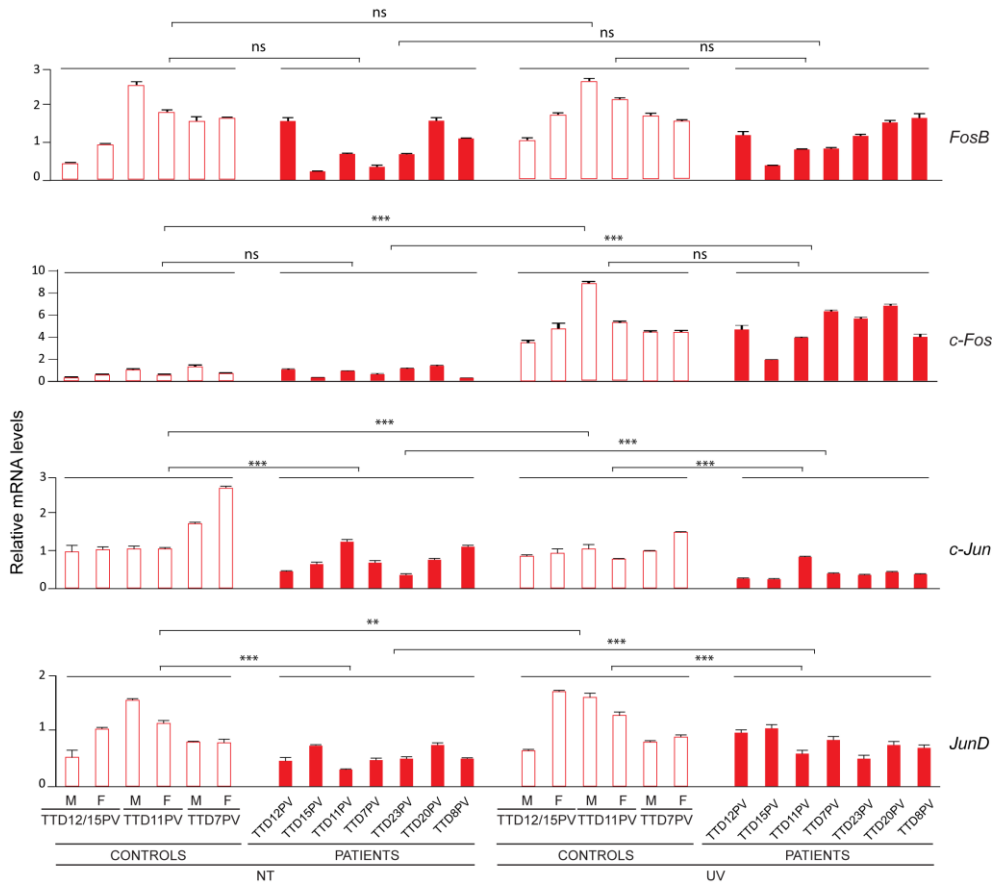 ns
ns
ns
ns
3
2
1
0
FosB
***
***
ns
ns
10
8
6
4
2
0
c-Fos
***
***
***
***
3
2
1
0
c-Jun
**
***
***
***
2
1
0
JunD
Relative mRNA levels
M F M F M F M F M F M F
TTD12/15PV TTD11PV TTD7PV TTD12PV TTD15PV TTD11PV TTD7PV TTD23PV TTD20PV TTD8PV TTD12/15PV TTD11PV TTD7PV TTD12PV TTD15PV TTD11PV TTD7PV TTD23PV TTD20PV TTD8PV
CONTROLS PATIENTS CONTROLS PATIENTS
NT UV